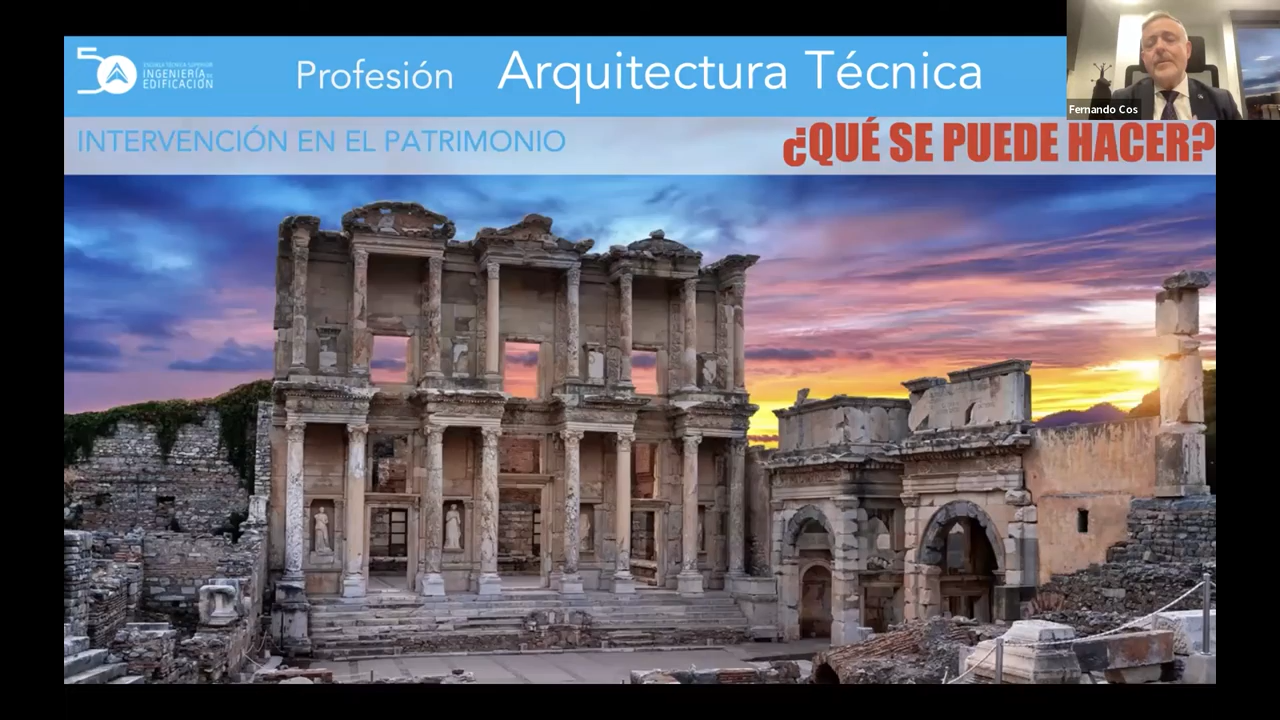 50
ESCUELA TÉCNICA SUPERIOR
INGENIERÍA DE
EDIFICACIÓN
Profesión Arquitectura Técnica
Fernando Cos
INTERVENCIÓN EN EL PATRIMONIO
¿QUÉ SE PUEDE HACER?